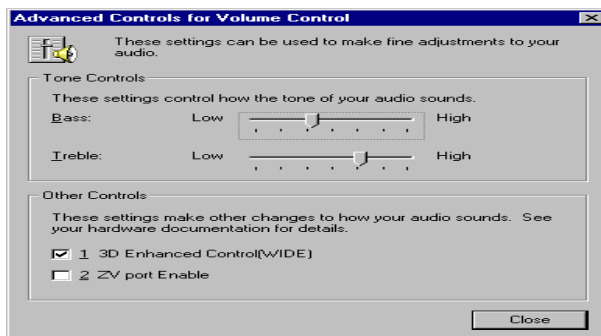 Advanced Controls for Volume Control
These settings can be used to make fine adjustments to your
audio.
Tone Controls
These settings control how the tone of your audio sounds.
Bass: Low High
Treble: Low High
Other Controls
These settings make other changes to how your audio sounds. See
your hardware documentation for details.
1 3D Enhanced Control(WIDE)
2 ZV port Enable
Close